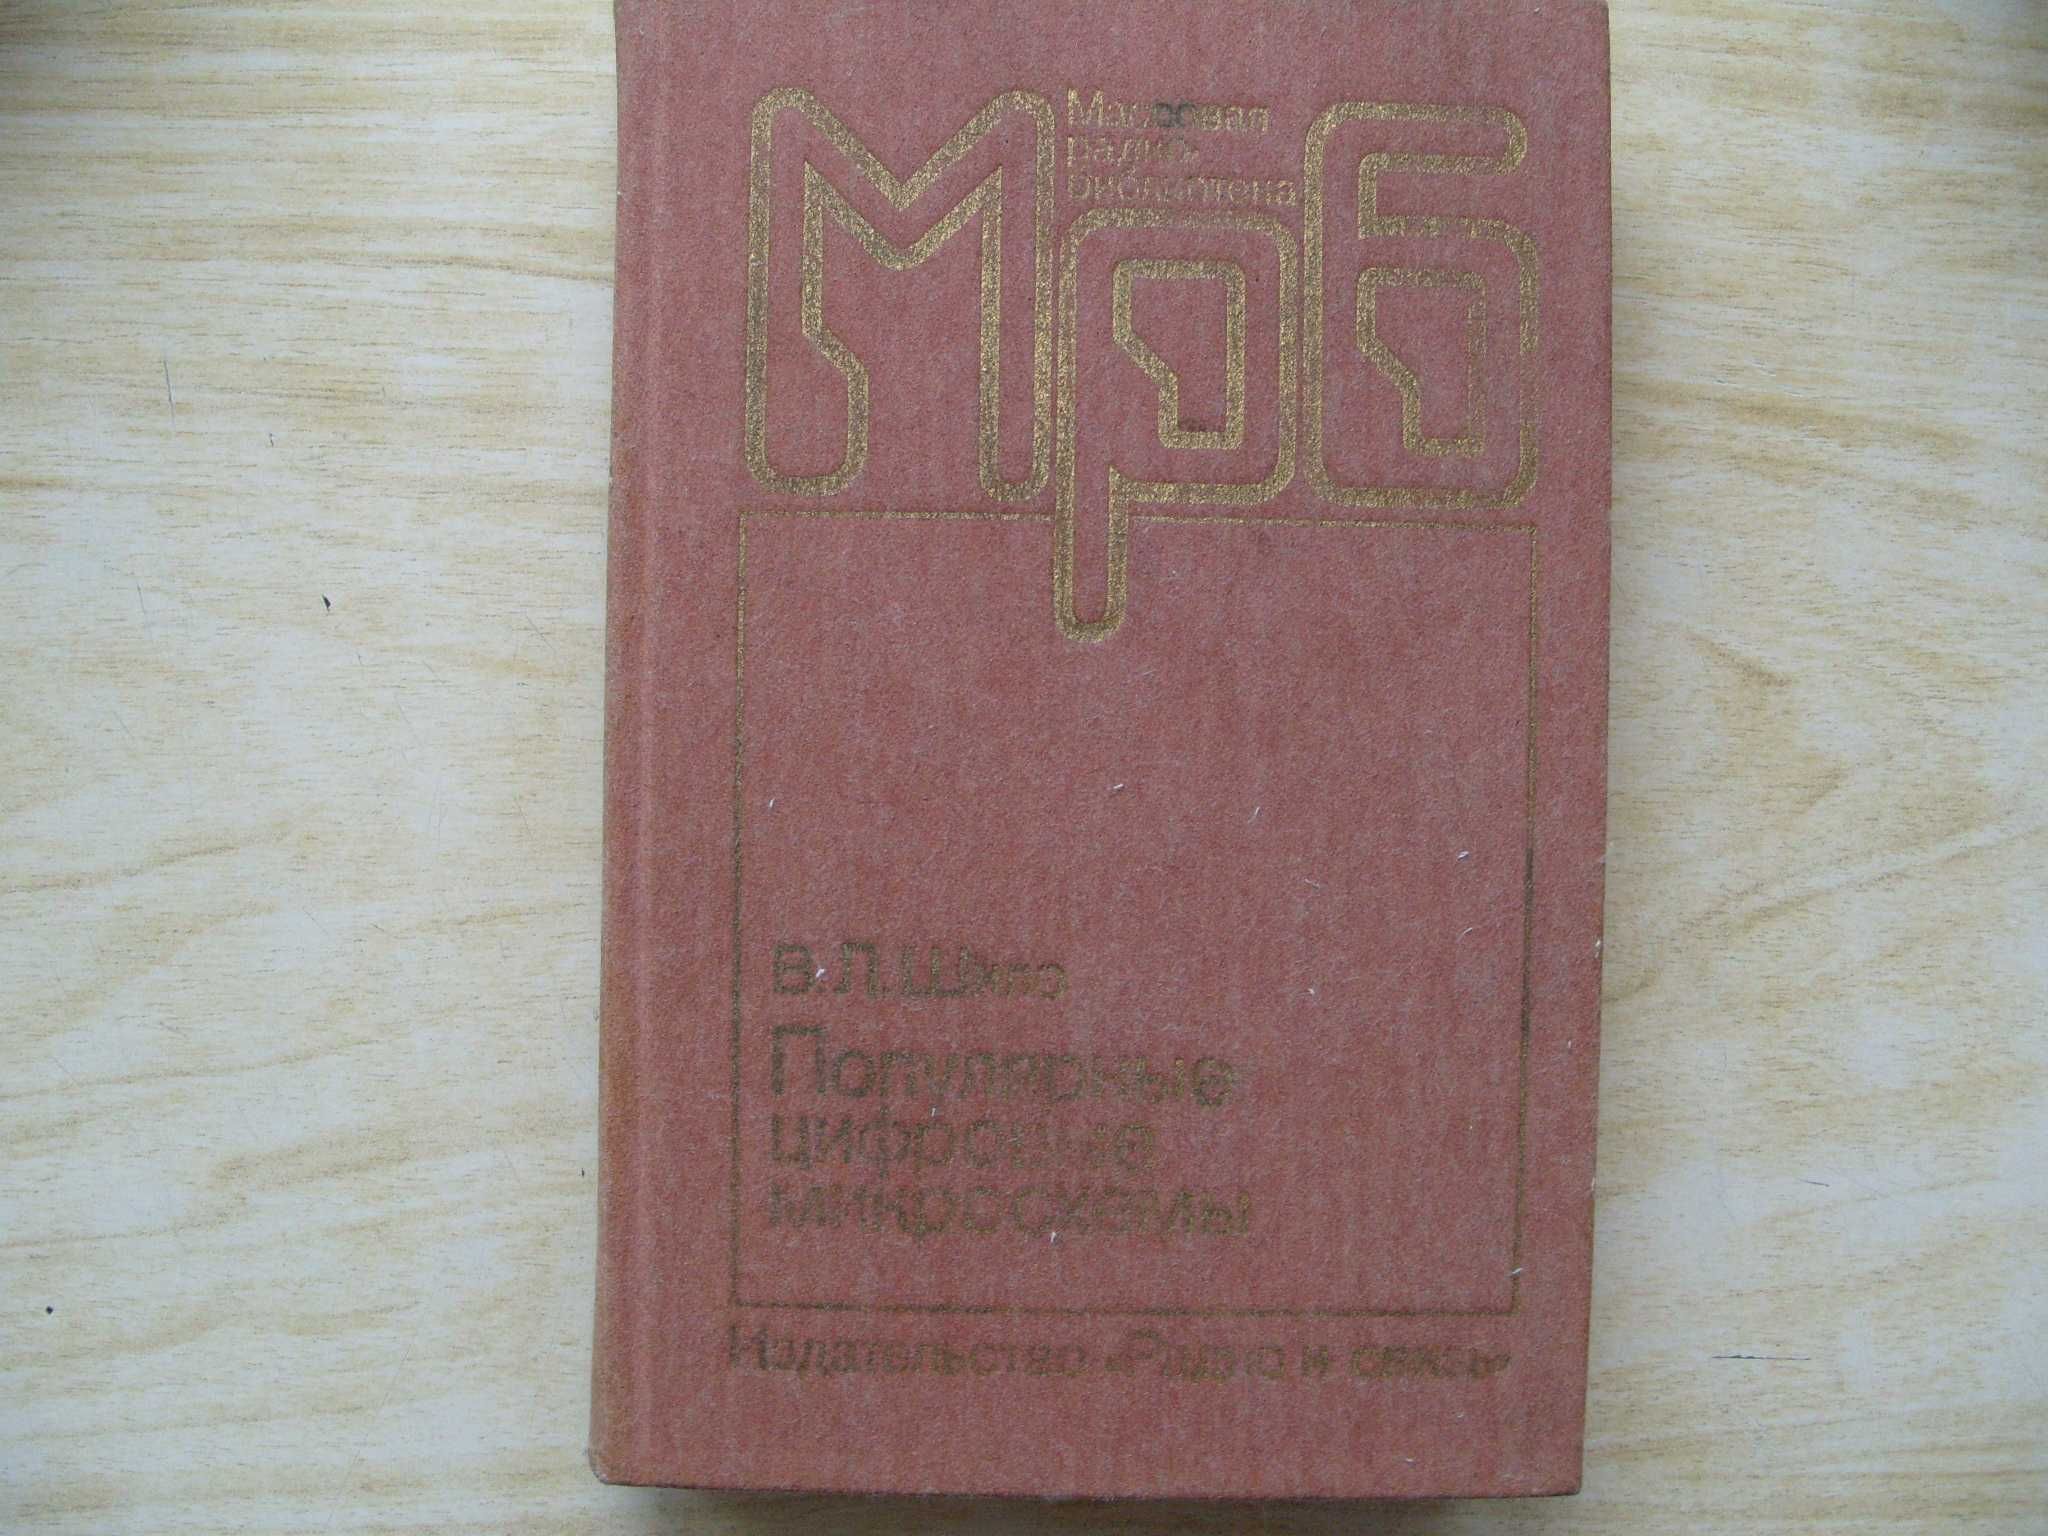 Мрб
Массовая
радио-
библиотека
В.Л.Шило
Популярные
цифровые
микросхемы
Издательство «Радио и связь»